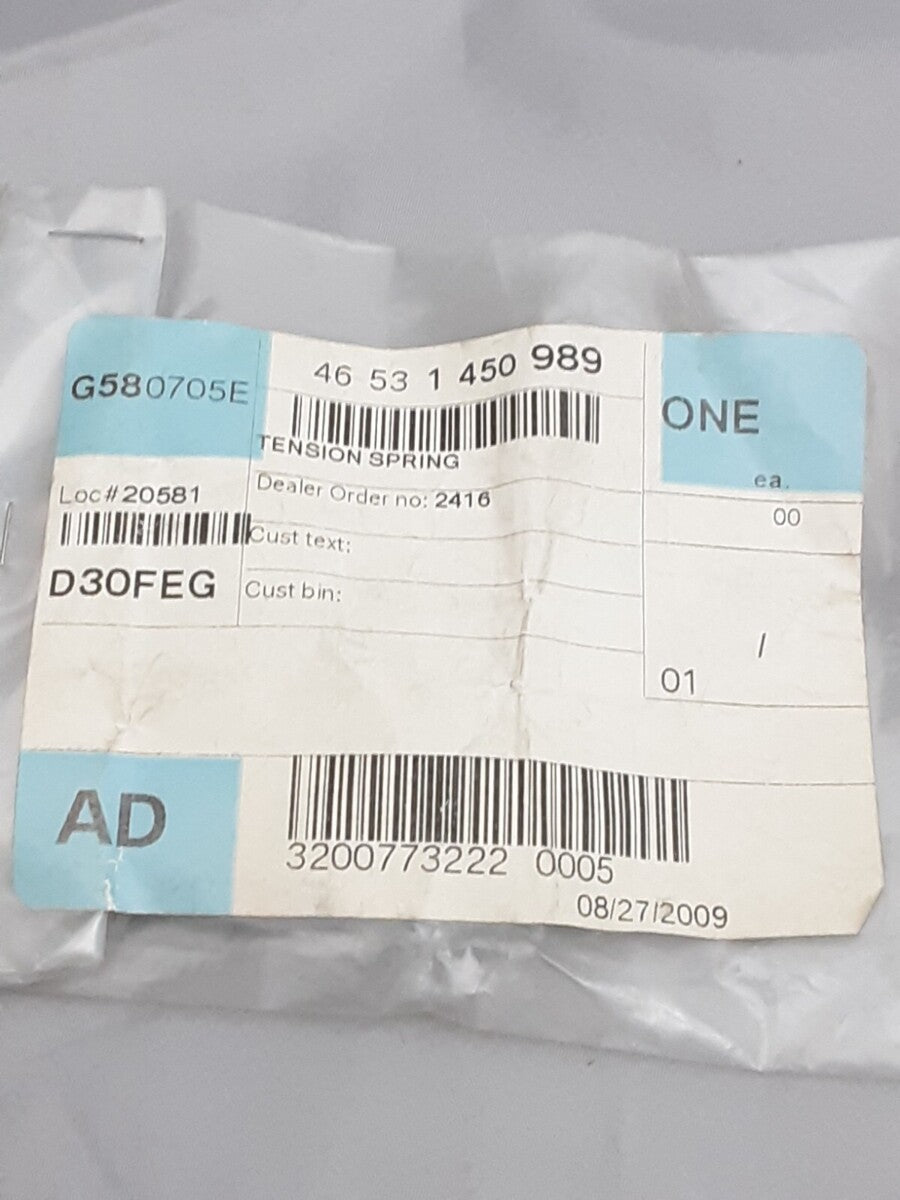 G580705E
46 53 1 450 989
TENSION SPRING
ONE
ea.
Loc#20581
Dealer Order no: 2416
00
Cust text:
D30FEG
Cust bin:
01 /
AD
3200773222 0005
08/27/2009